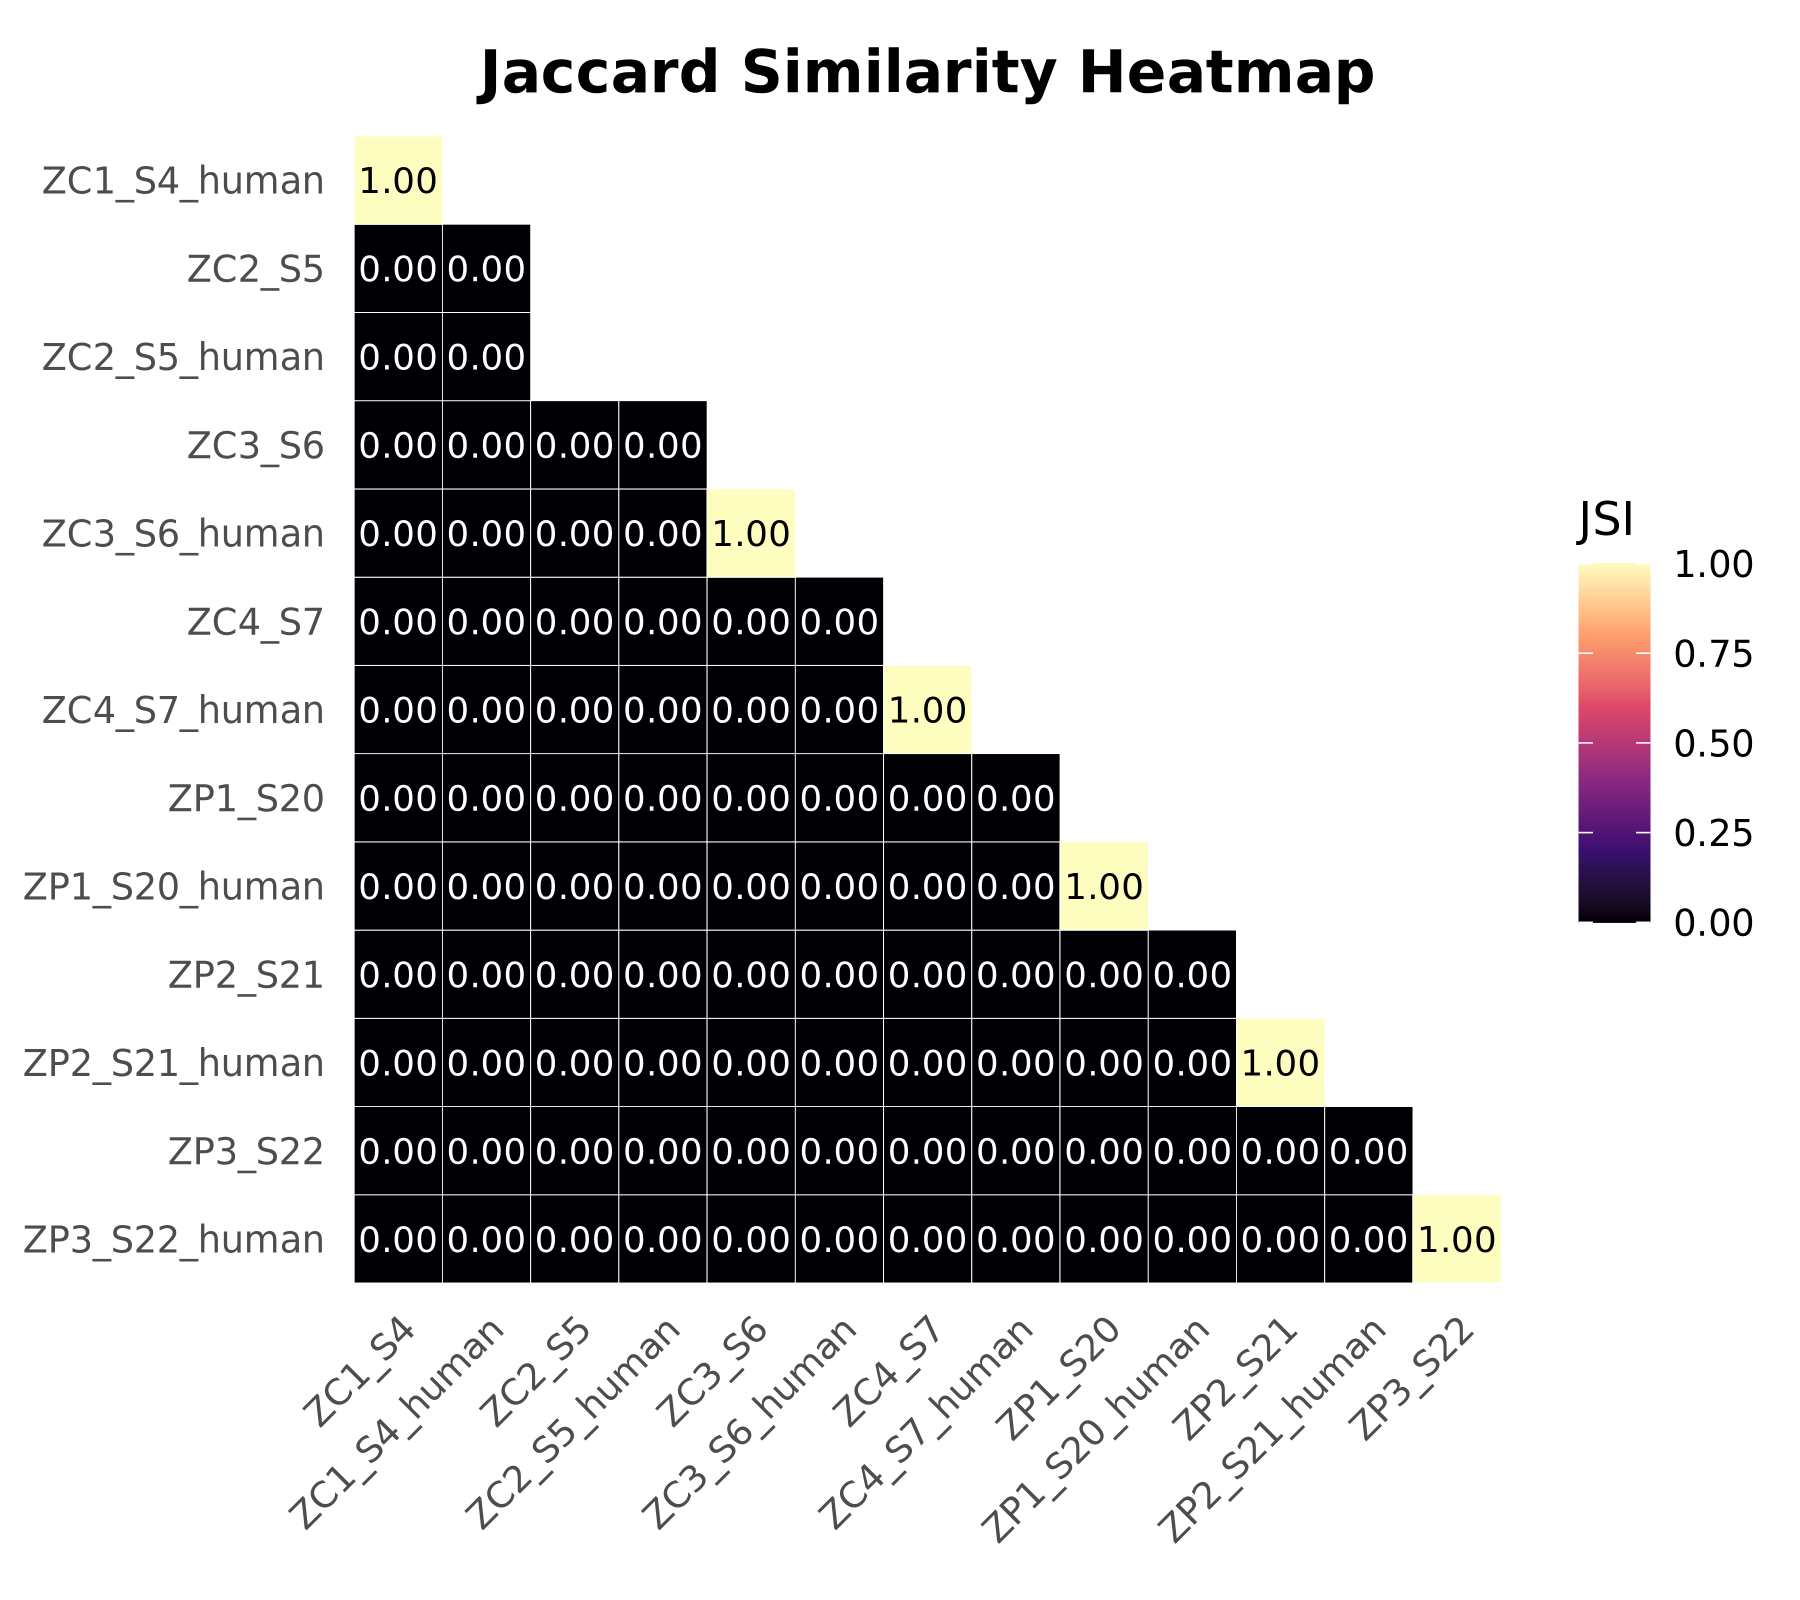 Jaccard Similarity Heatmap
ZC1_S4_human 1.00
ZC2_S5 0.00 0.00
ZC2_S5_human 0.00 0.00
ZC3_S6 0.00 0.00 0.00 0.00
ZC3_S6_human 0.00 0.00 0.00 0.00 1.00
ZC4_S7 0.00 0.00 0.00 0.00 0.00 0.00
ZC4_S7_human 0.00 0.00 0.00 0.00 0.00 0.00 1.00
ZP1_S20 0.00 0.00 0.00 0.00 0.00 0.00 0.00 0.00
ZP1_S20_human 0.00 0.00 0.00 0.00 0.00 0.00 0.00 0.00 1.00
ZP2_S21 0.00 0.00 0.00 0.00 0.00 0.00 0.00 0.00 0.00 0.00
ZP2_S21_human 0.00 0.00 0.00 0.00 0.00 0.00 0.00 0.00 0.00 0.00 1.00
ZP3_S22 0.00 0.00 0.00 0.00 0.00 0.00 0.00 0.00 0.00 0.00 0.00 0.00
ZP3_S22_human 0.00 0.00 0.00 0.00 0.00 0.00 0.00 0.00 0.00 0.00 0.00 0.00 1.00
ZC1_S4
ZC1_S4_human
ZC2_S5
ZC2_S5_human
ZC3_S6
ZC3_S6_human
ZC4_S7
ZC4_S7_human
ZP1_S20
ZP1_S20_human
ZP2_S21
ZP2_S21_human
ZP3_S22
JSI
1.00
0.75
0.50
0.25
0.00